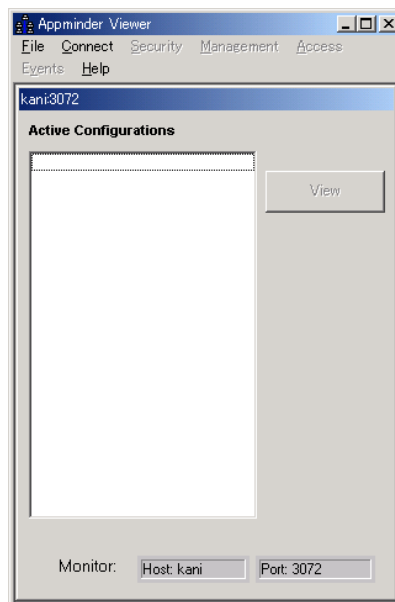 Appminder Viewer
File Connect Security Management Access
Events Help
kani:3072
Active Configurations
View
Monitor: Host: kani Port: 3072